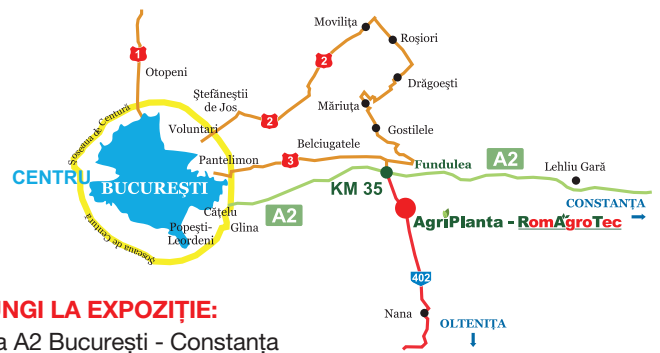 Movilița
1
Roșiori
Otopeni
2
Ștefăneștii
de Jos
Drăgoești
Măriuța
2
Șoseaua de Centură
Voluntari
Gostilele
Belciugatele
Pantelimon
3
Fundulea
A2
Lehliu Gară
CENTRU
BUCUREȘTI
KM 35
CONSTANȚA
Cățelu
A2
AgriPlanta - RomAgroTec
Popești-
Leordeni
Glina
Șoseaua de Centură
402
Nana
OLTENIȚA
UNGI LA EXPOZIȚIE:
a A2 București - Constanța